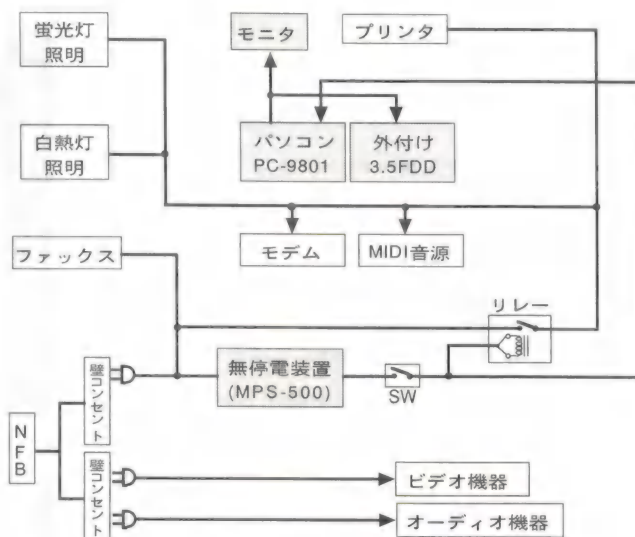 蛍光灯
照明
モニタ
プリンタ
白熱灯
照明
パソコン
PC-9801
外付け
3.5FDD
モデム
MIDI音源
ファックス
リレー
壁コンセント
無停電装置
(MPS-500)
SW
NFB
壁コンセント
ビデオ機器
オーディオ機器